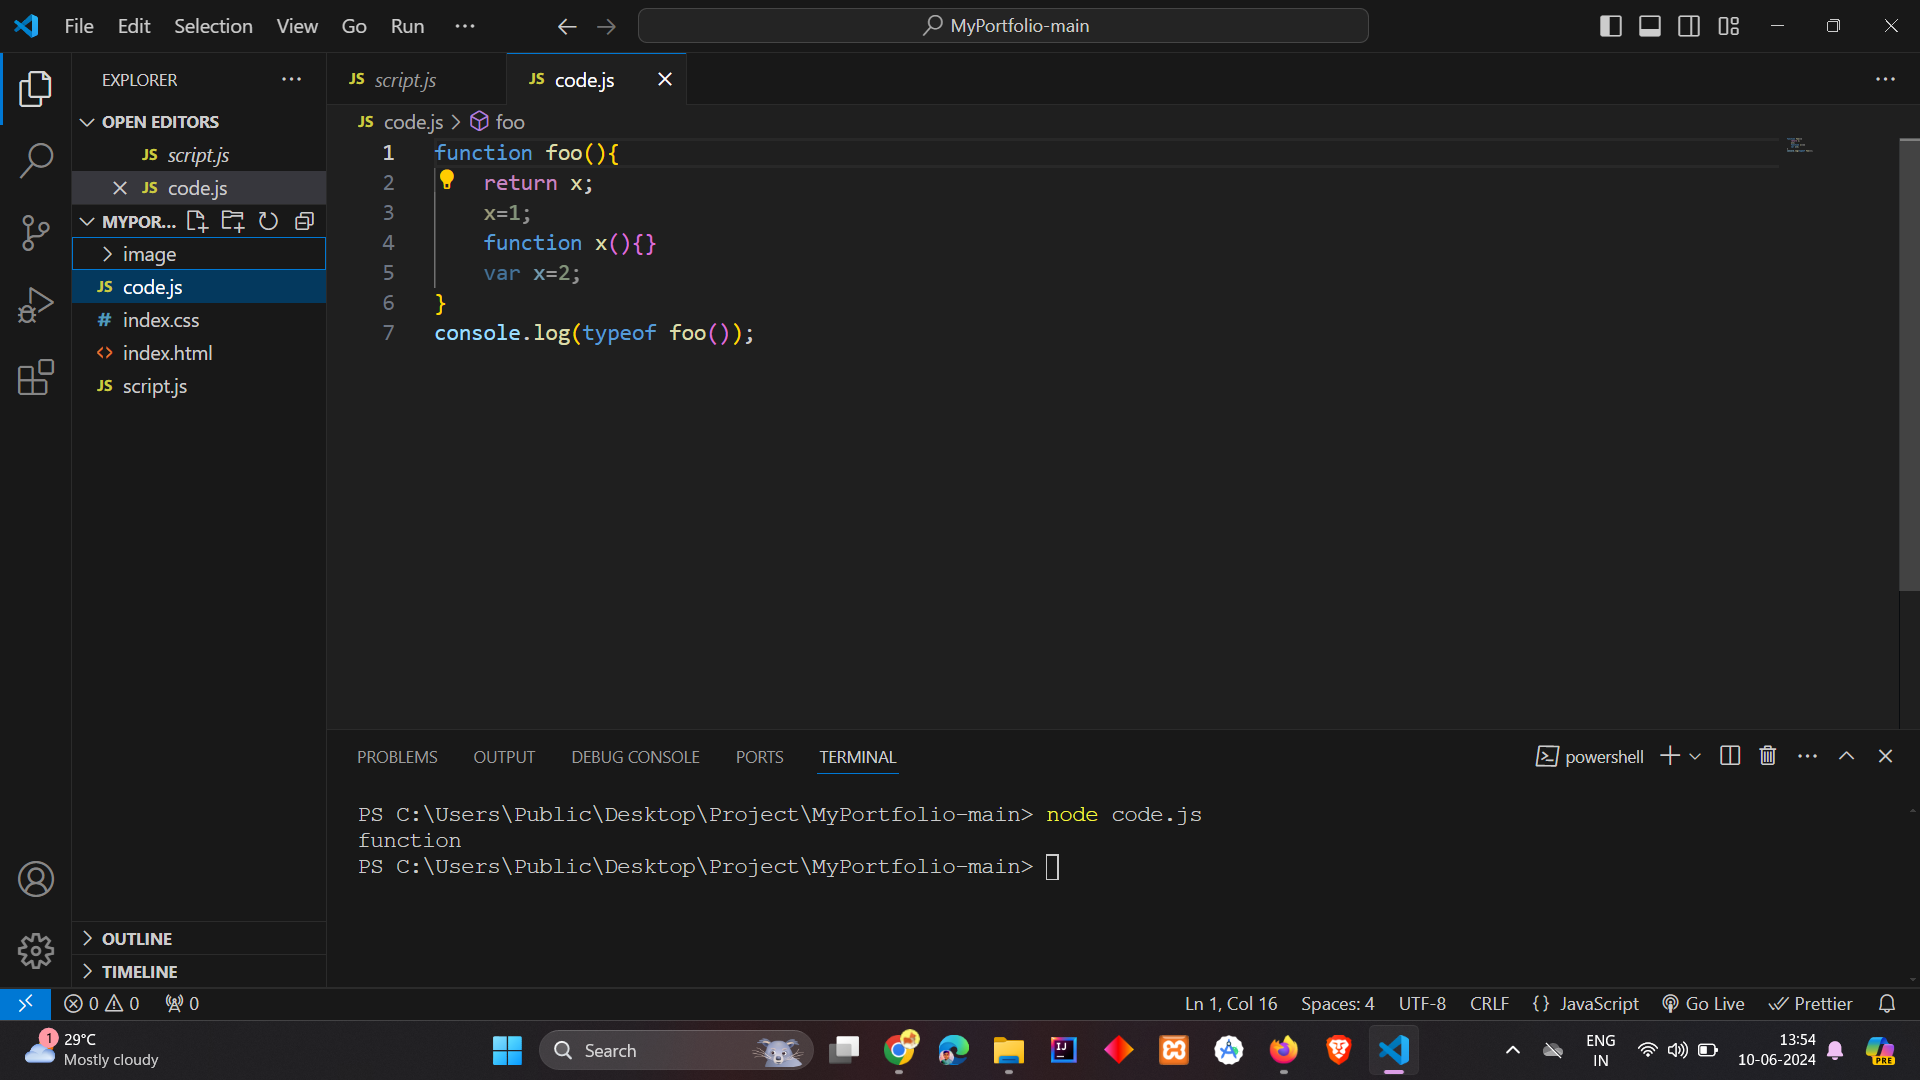 File Edit Selection View Go Run ··· MyPortfolio-main
EXPLORER ···
OPEN EDITORS
JS script.js
JS code.js
MYPOR...
image
JS code.js
# index.css
<> index.html
JS script.js
OUTLINE
TIMELINE
JS script.js JS code.js
JS code.js > foo
1 function foo(){
2 return x;
3 x=1;
4 function x(){}
5 var x=2;
6 }
7 console.log(typeof foo());
PROBLEMS OUTPUT DEBUG CONSOLE PORTS TERMINAL powershell
PS C:\Users\Public\Desktop\Project\MyPortfolio-main> node code.js
function
PS C:\Users\Public\Desktop\Project\MyPortfolio-main>
0 0 0 Ln 1, Col 16 Spaces: 4 UTF-8 CRLF {} JavaScript Go Live Prettier
1 29°C
Mostly cloudy
Search
IJ
ENG
IN
13:54
10-06-2024
PRE